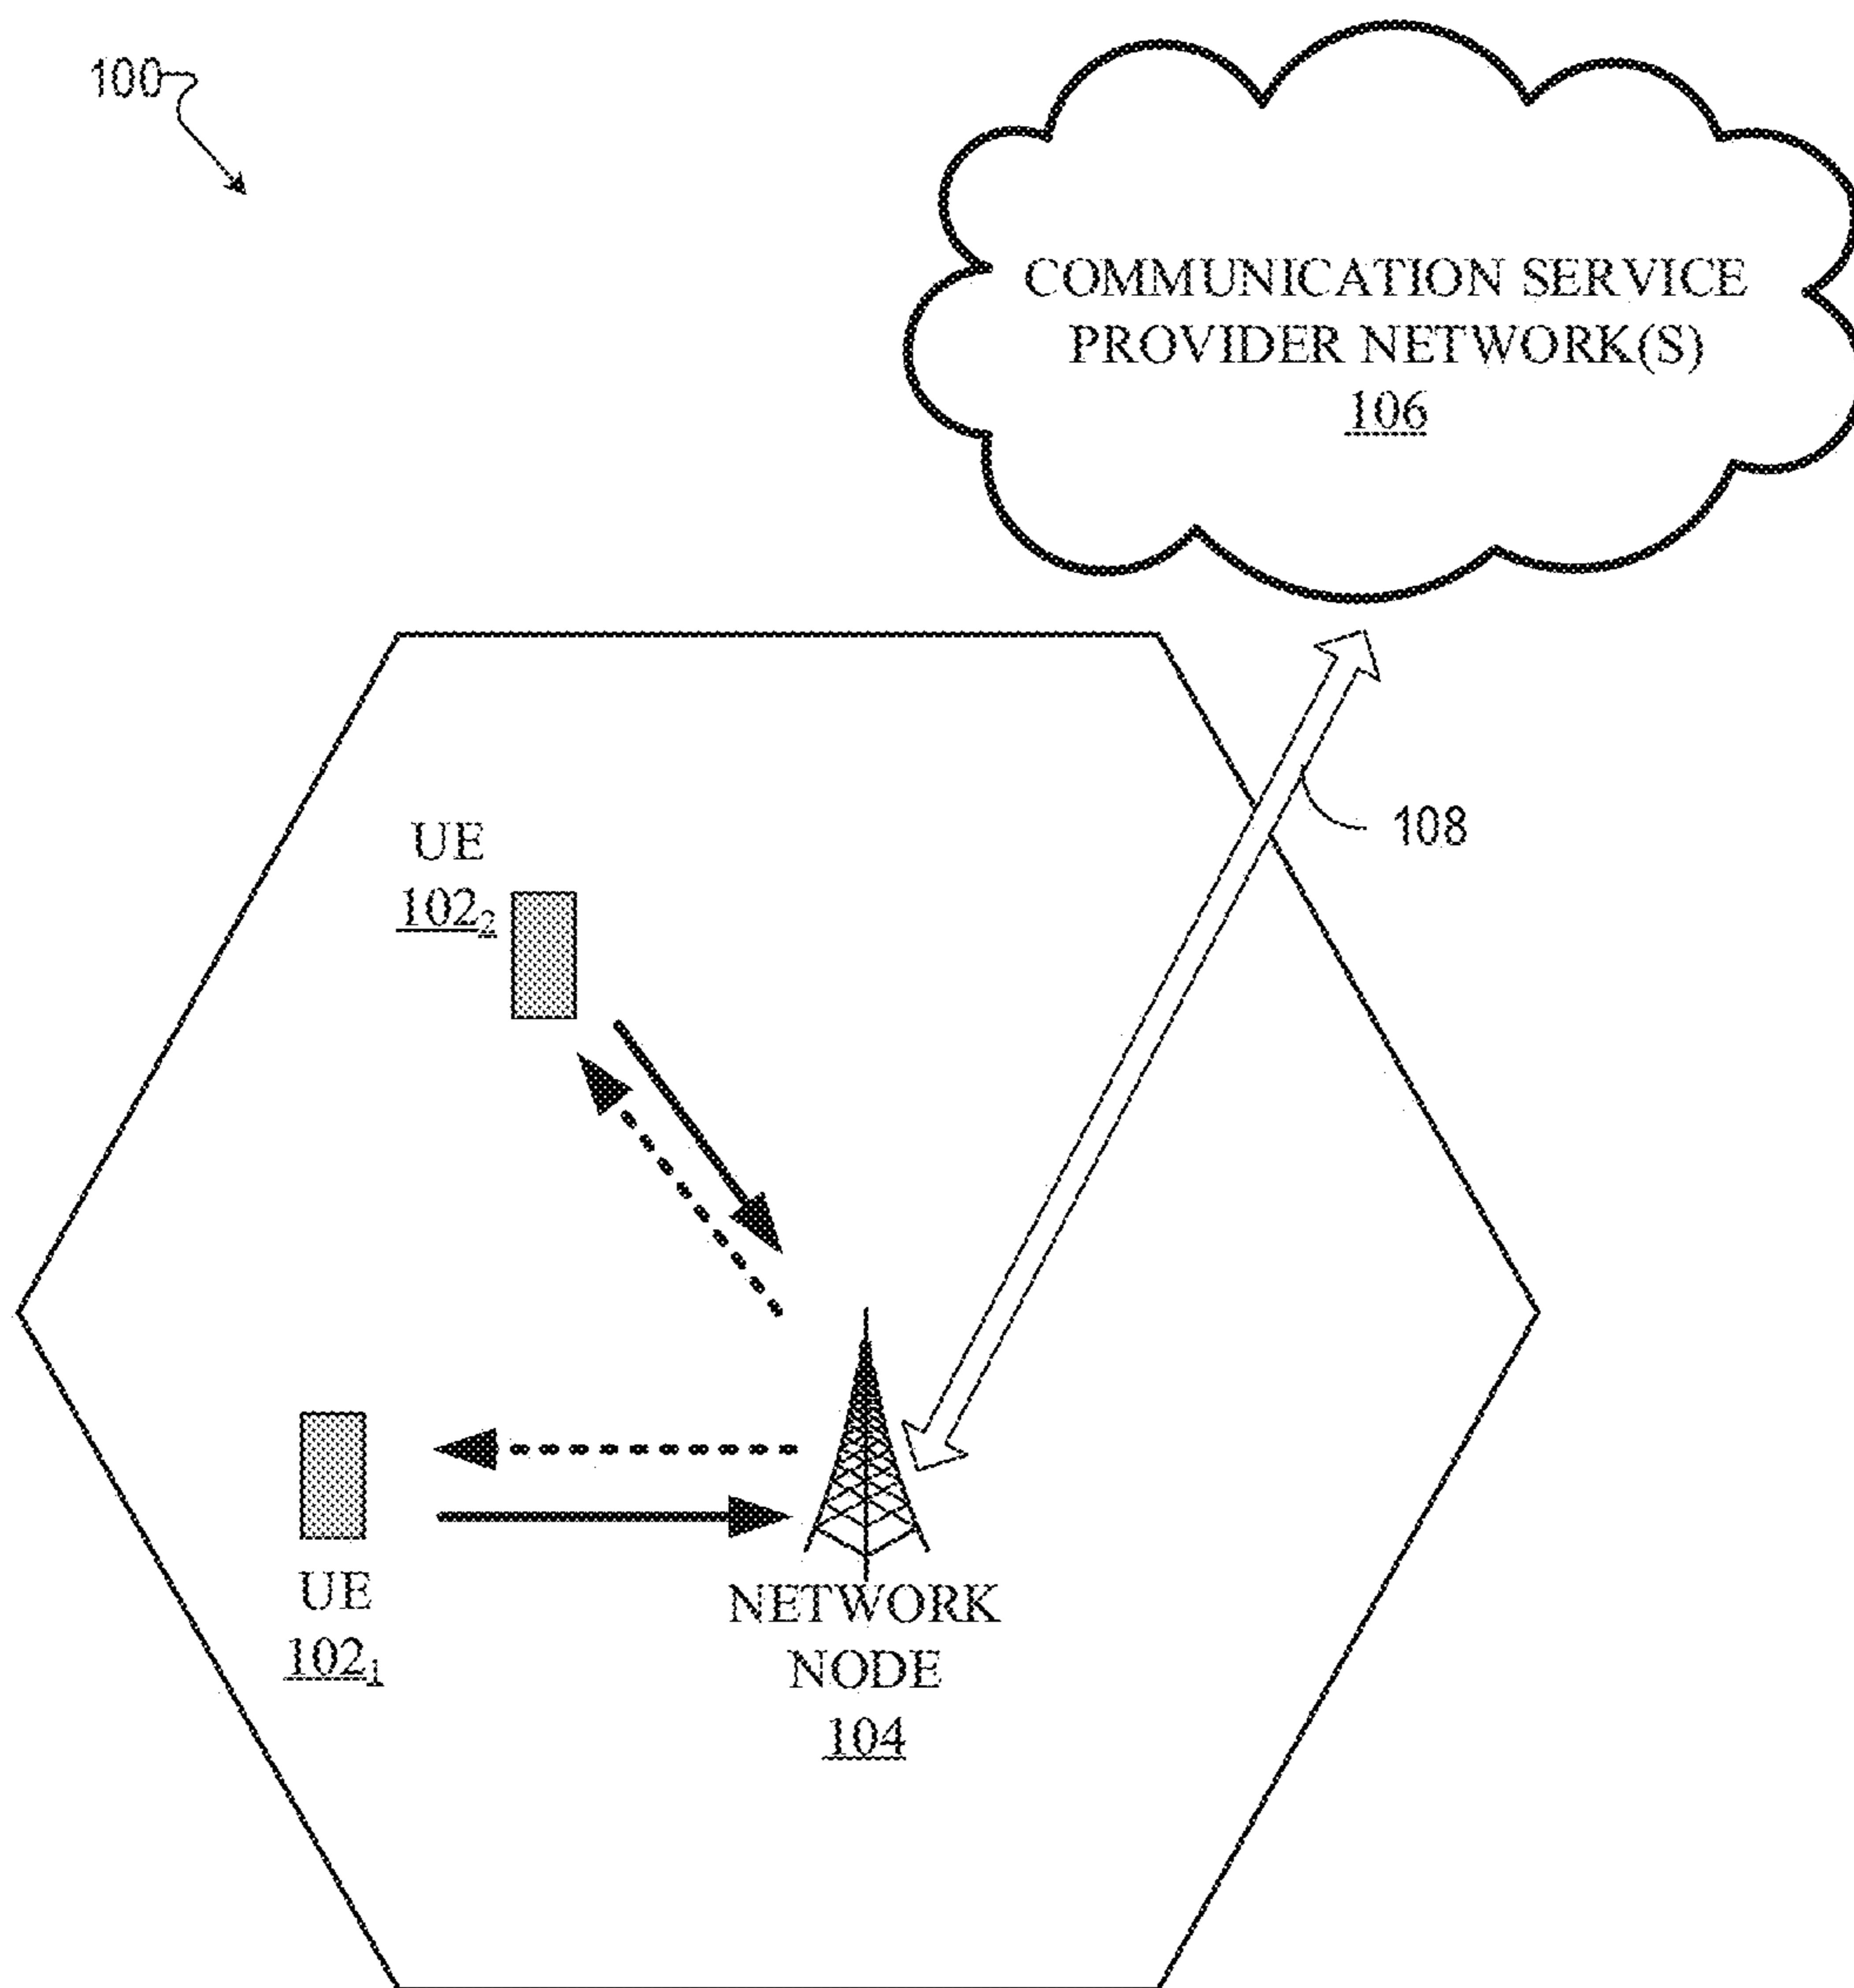 100
COMMUNICATION SERVICE
PROVIDER NETWORK(S)
106
108
UE
102₂
UE
102₁
NETWORK
NODE
104